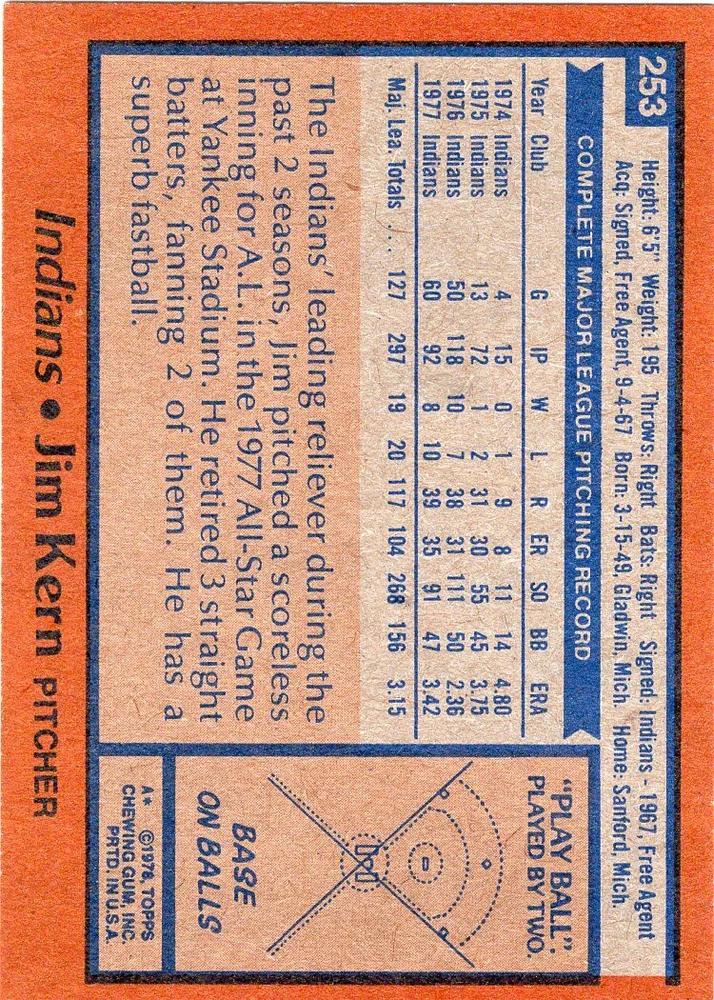 253
Height: 6'5" Weight: 195 Throws: Right Bats: Right Signed: Indians - 1967, Free Agent
Acq: Signed, Free Agent, 9-4-67 Born: 3-15-49, Gladwin, Mich. Home: Sanford, Mich.
COMPLETE MAJOR LEAGUE PITCHING RECORD
Year Club G IP W L R ER SO BB ERA
1974 Indians 4 15 0 1 9 8 11 14 4.80
1975 Indians 13 72 1 2 31 30 55 45 3.75
1976 Indians 50 118 10 7 38 31 111 50 2.36
1977 Indians 60 92 8 10 39 35 91 47 3.42
Maj. Lea. Totals ... 127 297 19 20 117 104 268 156 3.15
The Indians' leading reliever during the
past 2 seasons, Jim pitched a scoreless
inning for A.L. in the 1977 All-Star Game
at Yankee Stadium. He retired 3 straight
batters, fanning 2 of them. He has a
superb fastball.
"PLAY BALL":
PLAYED BY TWO.
BASE
ON BALLS
A* ©1978, TOPPS
CHEWING GUM, INC.
PRTD. IN U.S.A.
Indians • Jim Kern PITCHER